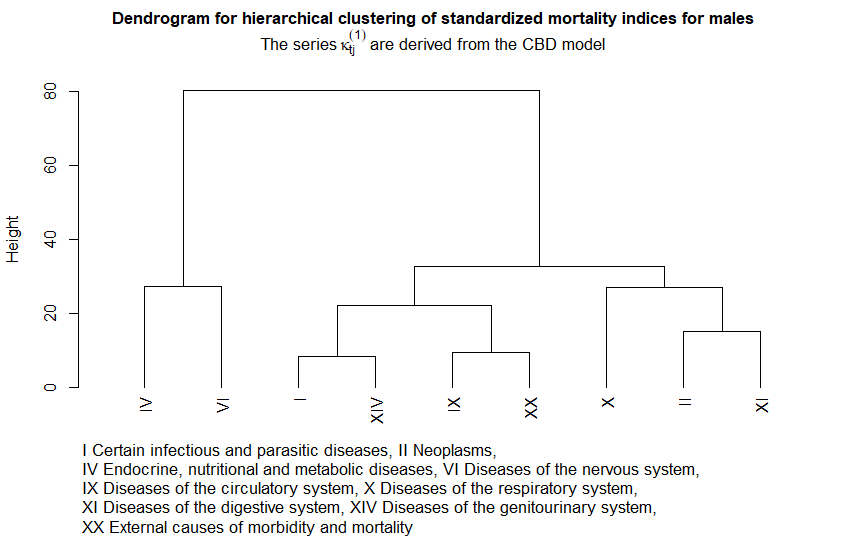 Dendrogram for hierarchical clustering of standardized mortality indices for males
The series κtj(1) are derived from the CBD model
80
60
40
20
0
Height
IV VI I XIV IX XX X II XI
I Certain infectious and parasitic diseases, II Neoplasms,
IV Endocrine, nutritional and metabolic diseases, VI Diseases of the nervous system,
IX Diseases of the circulatory system, X Diseases of the respiratory system,
XI Diseases of the digestive system, XIV Diseases of the genitourinary system,
XX External causes of morbidity and mortality